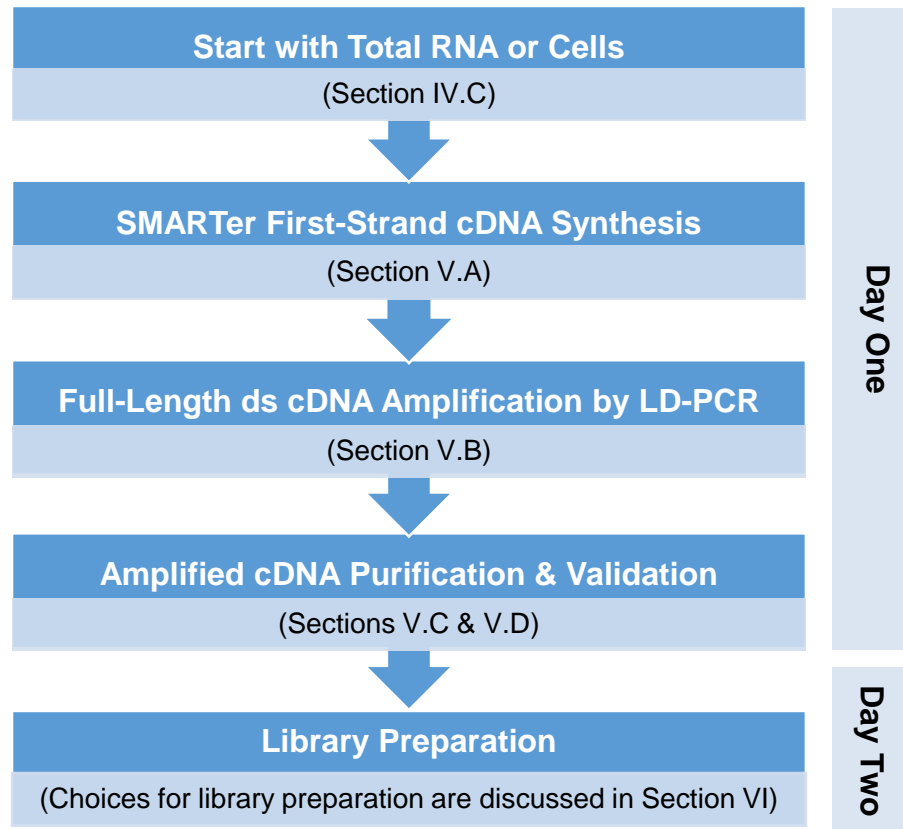 Start with Total RNA or Cells
(Section IV.C)
SMARTer First-Strand cDNA Synthesis
(Section V.A)
Full-Length ds cDNA Amplification by LD-PCR
(Section V.B)
Amplified cDNA Purification & Validation
(Sections V.C & V.D)
Day One
Library Preparation
(Choices for library preparation are discussed in Section VI)
Day Two